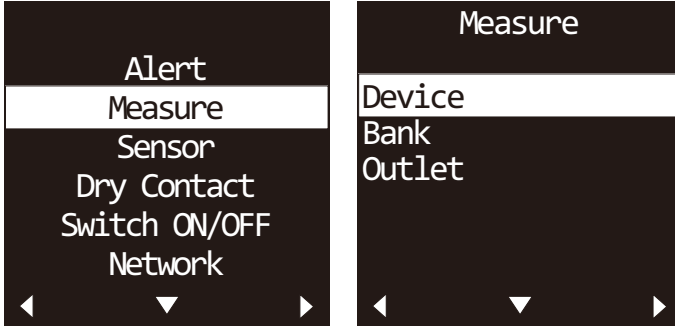 Alert
Measure
Sensor
Dry Contact
Switch ON/OFF
Network
Measure
Device
Bank
Outlet